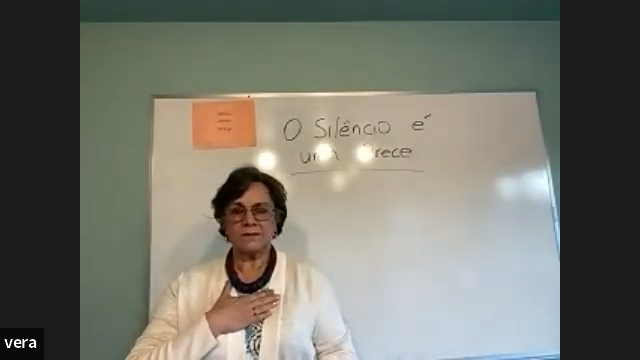 O Silêncio é
uma Prece
vera